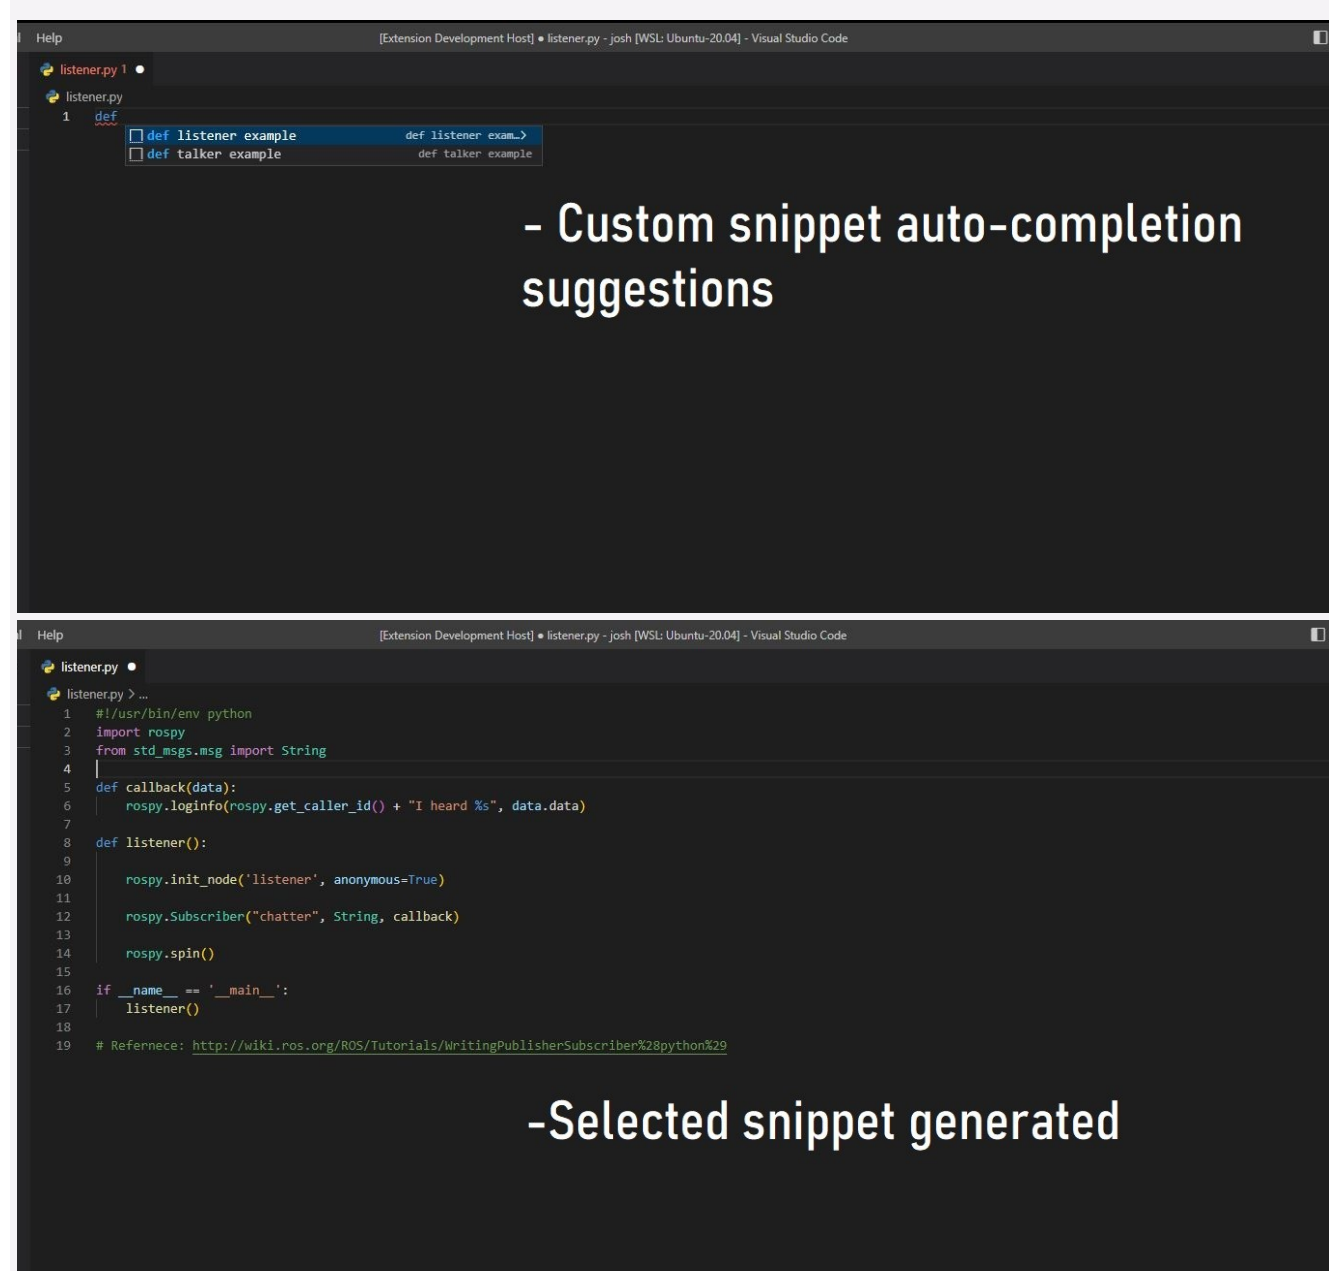 Help
[Extension Development Host] ● listener.py - josh [WSL: Ubuntu-20.04] - Visual Studio Code
listener.py 1 ●
listener.py
1 def
def listener example def listener exam…>
def talker example def talker example
- Custom snippet auto-completion
suggestions
Help
[Extension Development Host] ● listener.py - josh [WSL: Ubuntu-20.04] - Visual Studio Code
listener.py ●
listener.py > ...
1 #!/usr/bin/env python
2 import rospy
3 from std_msgs.msg import String
4
5 def callback(data):
6     rospy.loginfo(rospy.get_caller_id() + "I heard %s", data.data)
7
8 def listener():
9
10     rospy.init_node('listener', anonymous=True)
11
12     rospy.Subscriber("chatter", String, callback)
13
14     rospy.spin()
15
16 if __name__ == '__main__':
17     listener()
18
19 # Refernece: http://wiki.ros.org/ROS/Tutorials/WritingPublisherSubscriber%28python%29
-Selected snippet generated